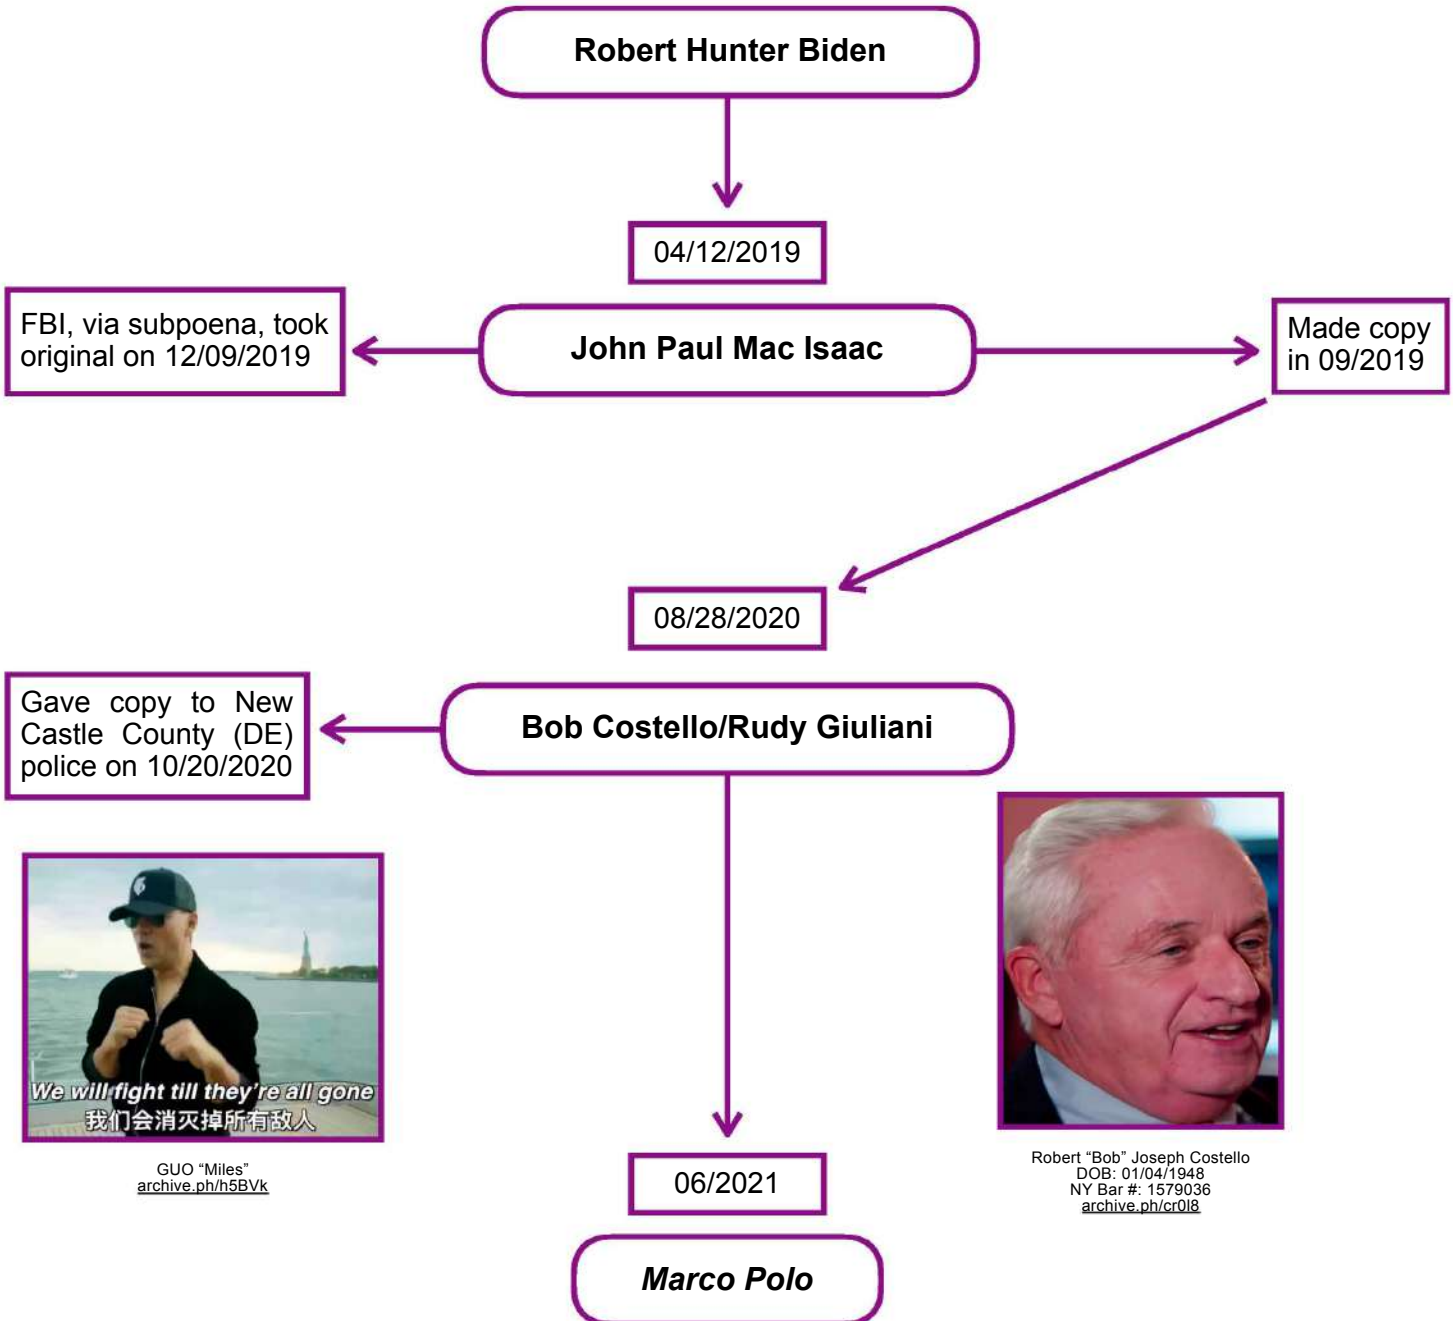 Robert Hunter Biden
04/12/2019
FBI, via subpoena, took
original on 12/09/2019
John Paul Mac Isaac
Made copy
in 09/2019
08/28/2020
Gave copy to New
Castle County (DE)
police on 10/20/2020
Bob Costello/Rudy Giuliani
We will fight till they're all gone
我们会消灭掉所有敌人
GUO “Miles”
archive.ph/h5BVk
Robert “Bob” Joseph Costello
DOB: 01/04/1948
NY Bar #: 1579036
archive.ph/cr0l8
06/2021
Marco Polo